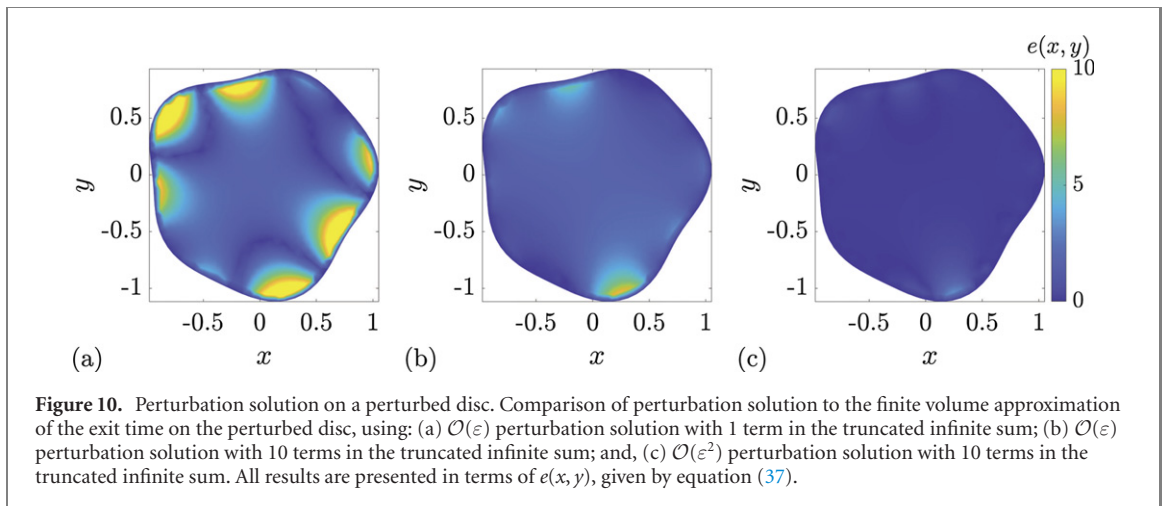 e(x, y)
10
5
0
0.5
0
-0.5
-1
y
-0.5 0 0.5 1
(a) x
0.5
0
-0.5
-1
y
-0.5 0 0.5 1
(b) x
0.5
0
-0.5
-1
y
-0.5 0 0.5 1
(c) x
Figure 10. Perturbation solution on a perturbed disc. Comparison of perturbation solution to the finite volume approximation
of the exit time on the perturbed disc, using: (a) 𝒪(ε) perturbation solution with 1 term in the truncated infinite sum; (b) 𝒪(ε)
perturbation solution with 10 terms in the truncated infinite sum; and, (c) 𝒪(ε²) perturbation solution with 10 terms in the
truncated infinite sum. All results are presented in terms of e(x, y), given by equation (37).